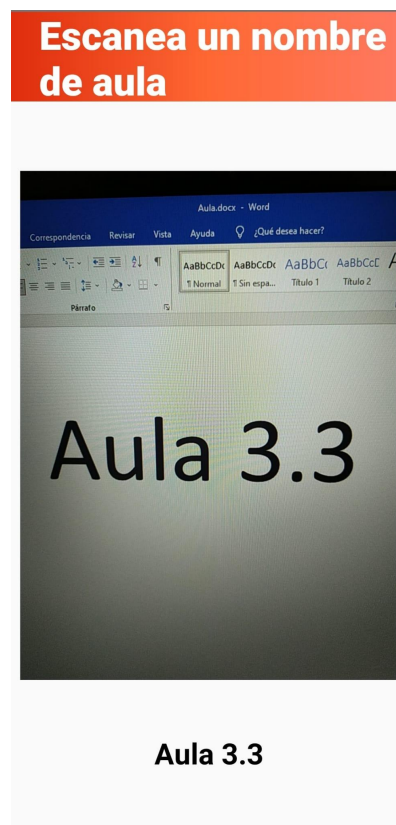 Escanea un nombre
de aula
Aula.docx - Word
Correspondencia Revisar Vista Ayuda ¿Qué desea hacer?
AaBbCcDc AaBbCcDc AaBbCc AaBbCcD
¶ Normal ¶ Sin espa... Título 1 Título 2
Párrafo
Aula 3.3
Aula 3.3